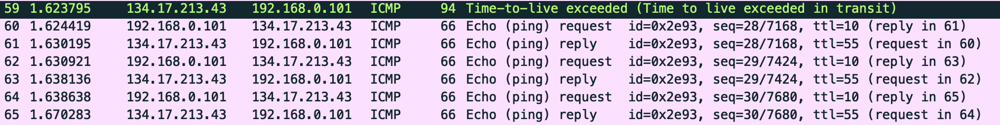 59 1.623795 134.17.213.43 192.168.0.101 ICMP 94 Time-to-live exceeded (Time to live exceeded in transit)
60 1.624419 192.168.0.101 134.17.213.43 ICMP 66 Echo (ping) request id=0x2e93, seq=28/7168, ttl=10 (reply in 61)
61 1.630195 134.17.213.43 192.168.0.101 ICMP 66 Echo (ping) reply id=0x2e93, seq=28/7168, ttl=55 (request in 60)
62 1.630921 192.168.0.101 134.17.213.43 ICMP 66 Echo (ping) request id=0x2e93, seq=29/7424, ttl=10 (reply in 63)
63 1.638136 134.17.213.43 192.168.0.101 ICMP 66 Echo (ping) reply id=0x2e93, seq=29/7424, ttl=55 (request in 62)
64 1.638638 192.168.0.101 134.17.213.43 ICMP 66 Echo (ping) request id=0x2e93, seq=30/7680, ttl=10 (reply in 65)
65 1.670283 134.17.213.43 192.168.0.101 ICMP 66 Echo (ping) reply id=0x2e93, seq=30/7680, ttl=55 (request in 64)